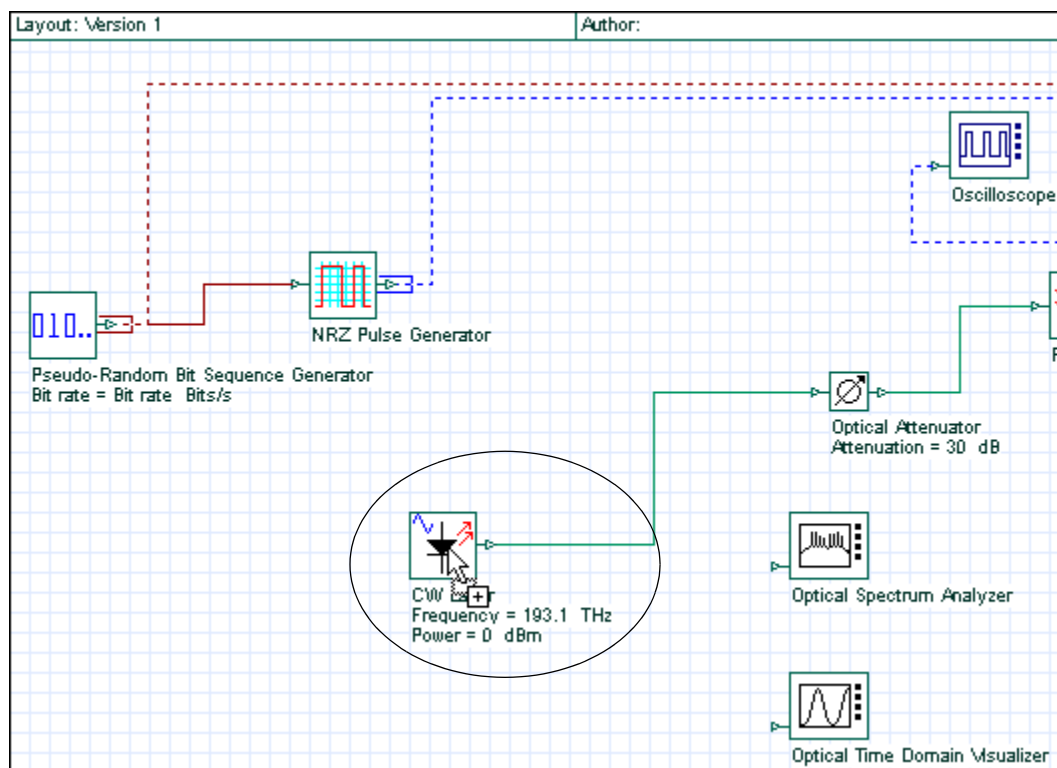 Layout: Version 1
Author:
Oscilloscope
NRZ Pulse Generator
Pseudo-Random Bit Sequence Generator
Bit rate = Bit rate Bits/s
Optical Attenuator
Attenuation = 30 dB
CW
Frequency = 193.1 THz
Power = 0 dBm
Optical Spectrum Analyzer
Optical Time Domain Visualizer